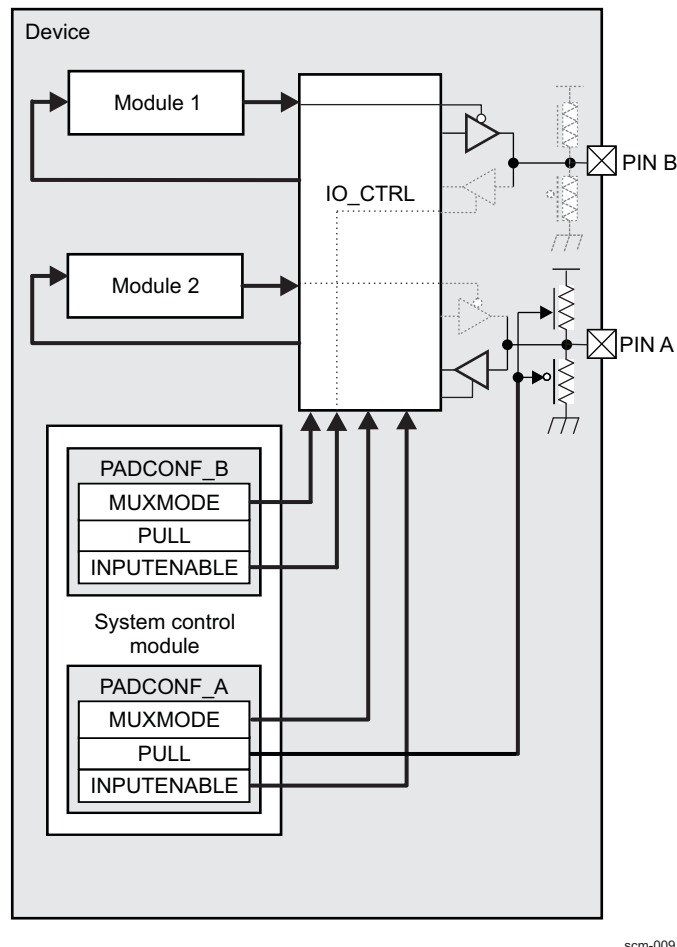 Device
Module 1
PIN B
IO_CTRL
Module 2
PIN A
PADCONF_B
MUXMODE
PULL
INPUTENABLE
System control
module
PADCONF_A
MUXMODE
PULL
INPUTENABLE
scm-009